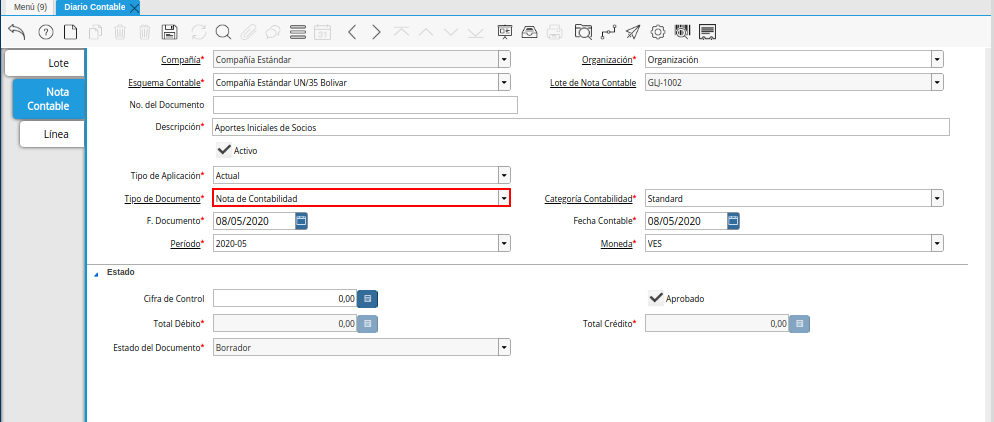 Menú (9) Diario Contable
Lote
Nota
Contable
Línea
Compañía* Compañía Estándar Organización* Organización
Esquema Contable* Compañía Estándar UN/35 Bolivar Lote de Nota Contable GLJ-1002
No. del Documento
Descripción* Aportes Iniciales de Socios
Activo
Tipo de Aplicación* Actual
Tipo de Documento* Nota de Contabilidad Categoría Contabilidad* Standard
F. Documento* 08/05/2020 Fecha Contable* 08/05/2020
Período* 2020-05 Moneda* VES
Estado
Cifra de Control 0,00 Aprobado
Total Débito* 0,00 Total Crédito* 0,00
Estado del Documento* Borrador